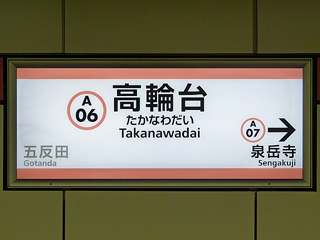 A
06
高輪台
たかなわだい
Takanawadai
五反田
Gotanda
A
07
泉岳寺
Sengakuji